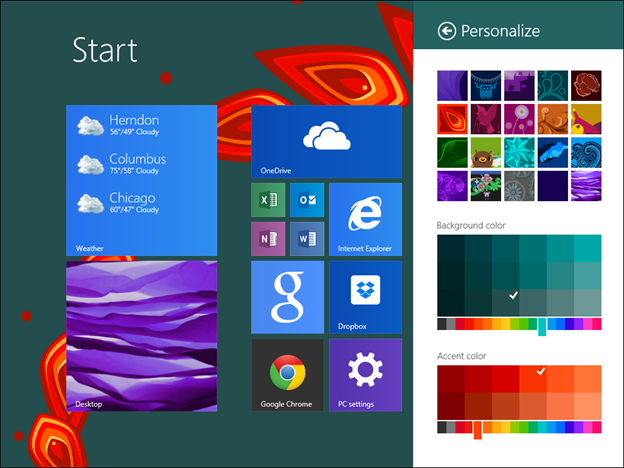 Start
Personalize
Herndon
56°/49° Cloudy
Columbus
75°/58° Cloudy
Chicago
60°/47° Cloudy
Weather
OneDrive
X
O
N
W
Internet Explorer
g
Dropbox
Desktop
Google Chrome
PC settings
Background color
Accent color